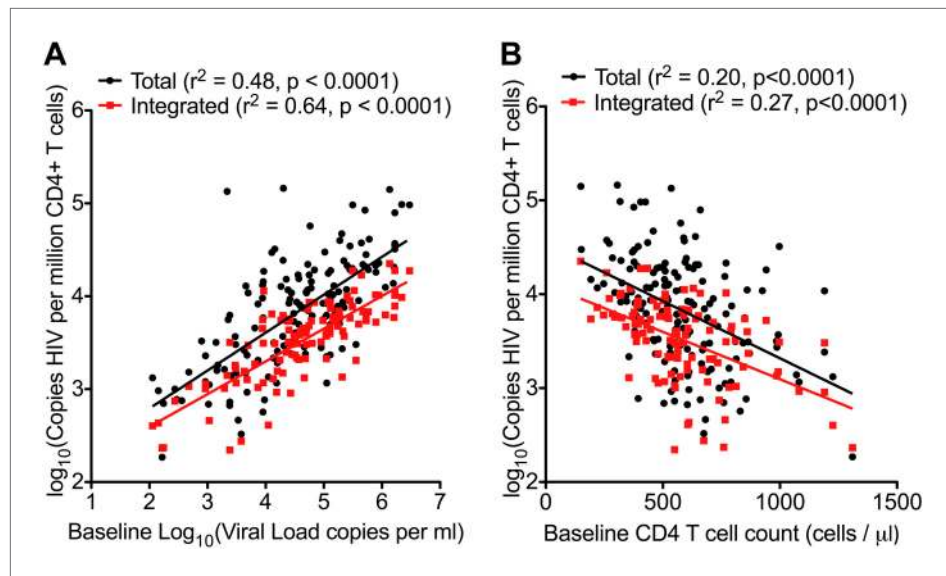 A
Total (r² = 0.48, p < 0.0001)
Integrated (r² = 0.64, p < 0.0001)
log₁₀(Copies HIV per million CD4+ T cells)
6
5
4
3
2
1 2 3 4 5 6 7
Baseline Log₁₀(Viral Load copies per ml)
B
Total (r² = 0.20, p<0.0001)
Integrated (r² = 0.27, p<0.0001)
log₁₀(Copies HIV per million CD4+ T cells)
6
5
4
3
2
0 500 1000 1500
Baseline CD4 T cell count (cells / µl)